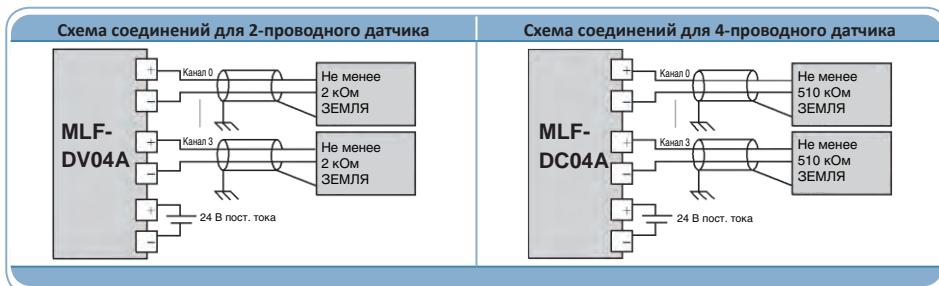 Схема соединений для 2-проводного датчика
+
Канал 0
−
Не менее
2 кОм
ЗЕМЛЯ
MLF-
DV04A
+
Канал 3
−
Не менее
2 кОм
ЗЕМЛЯ
+
24 В пост. тока
−
Схема соединений для 4-проводного датчика
+
Канал 0
−
Не менее
510 кОм
ЗЕМЛЯ
MLF-
DC04A
+
Канал 3
−
Не менее
510 кОм
ЗЕМЛЯ
+
24 В пост. тока
−